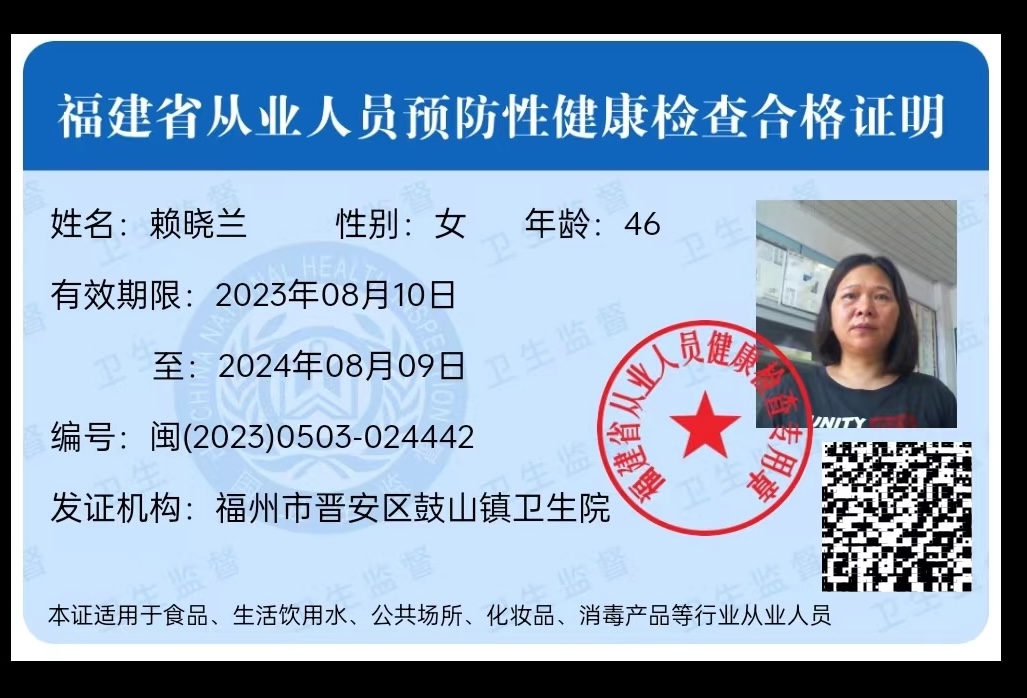 福建省从业人员预防性健康检查合格证明
姓名：赖晓兰 性别：女 年龄：46
有效期限：2023年08月10日
至：2024年08月09日
编号：闽(2023)0503-024442
发证机构：福州市晋安区鼓山镇卫生院
福建省从业人员健康检查专用章
UNITY
本证适用于食品、生活饮用水、公共场所、化妆品、消毒产品等行业从业人员
卫生监督
CHINA NATIONAL HEALTH INSPECTION